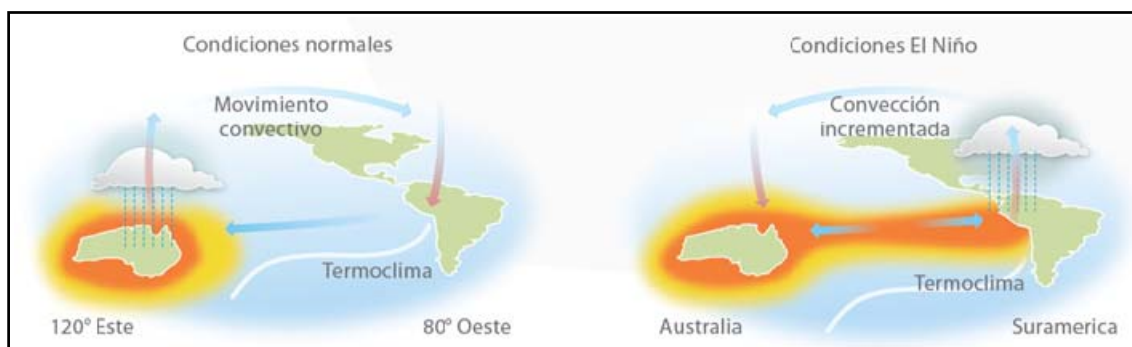 Condiciones normales
Movimiento
convectivo
Termoclima
120° Este
80° Oeste
Condiciones El Niño
Convección
incrementada
Termoclima
Australia
Suramerica